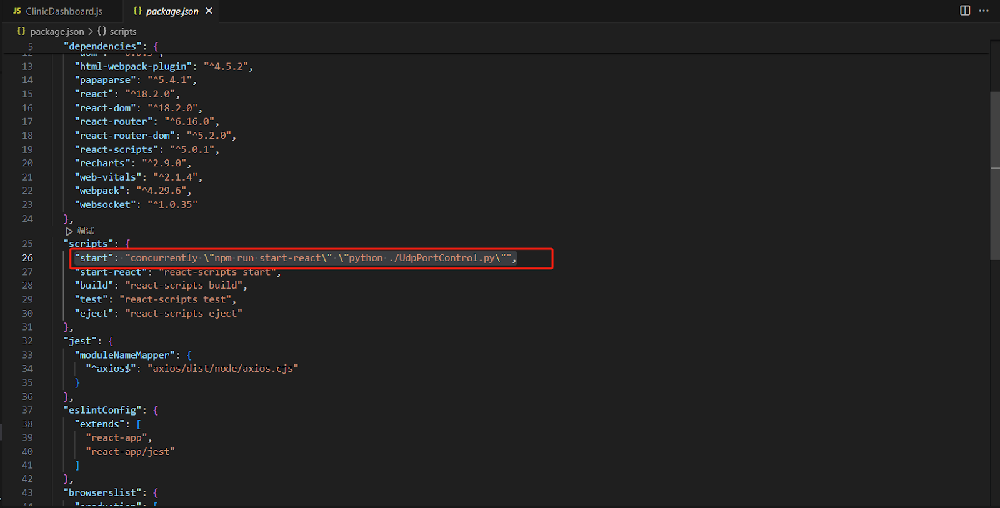 JS ClinicDashboard.js {} package.json ✕ ···
{} package.json > {} scripts
5 "dependencies": {
13 "html-webpack-plugin": "^4.5.2",
14 "papaparse": "^5.4.1",
15 "react": "^18.2.0",
16 "react-dom": "^18.2.0",
17 "react-router": "^6.16.0",
18 "react-router-dom": "^5.2.0",
19 "react-scripts": "^5.0.1",
20 "recharts": "^2.9.0",
21 "web-vitals": "^2.1.4",
22 "webpack": "^4.29.6",
23 "websocket": "^1.0.35"
24 },
调试
25 "scripts": {
26 "start": "concurrently \"npm run start-react\" \"python ./UdpPortControl.py\"",
27 "start-react": "react-scripts start",
28 "build": "react-scripts build",
29 "test": "react-scripts test",
30 "eject": "react-scripts eject"
31 },
32 "jest": {
33 "moduleNameMapper": {
34 "^axios$": "axios/dist/node/axios.cjs"
35 }
36 },
37 "eslintConfig": {
38 "extends": [
39 "react-app",
40 "react-app/jest"
41 ]
42 },
43 "browserslist": {
44 "production": [